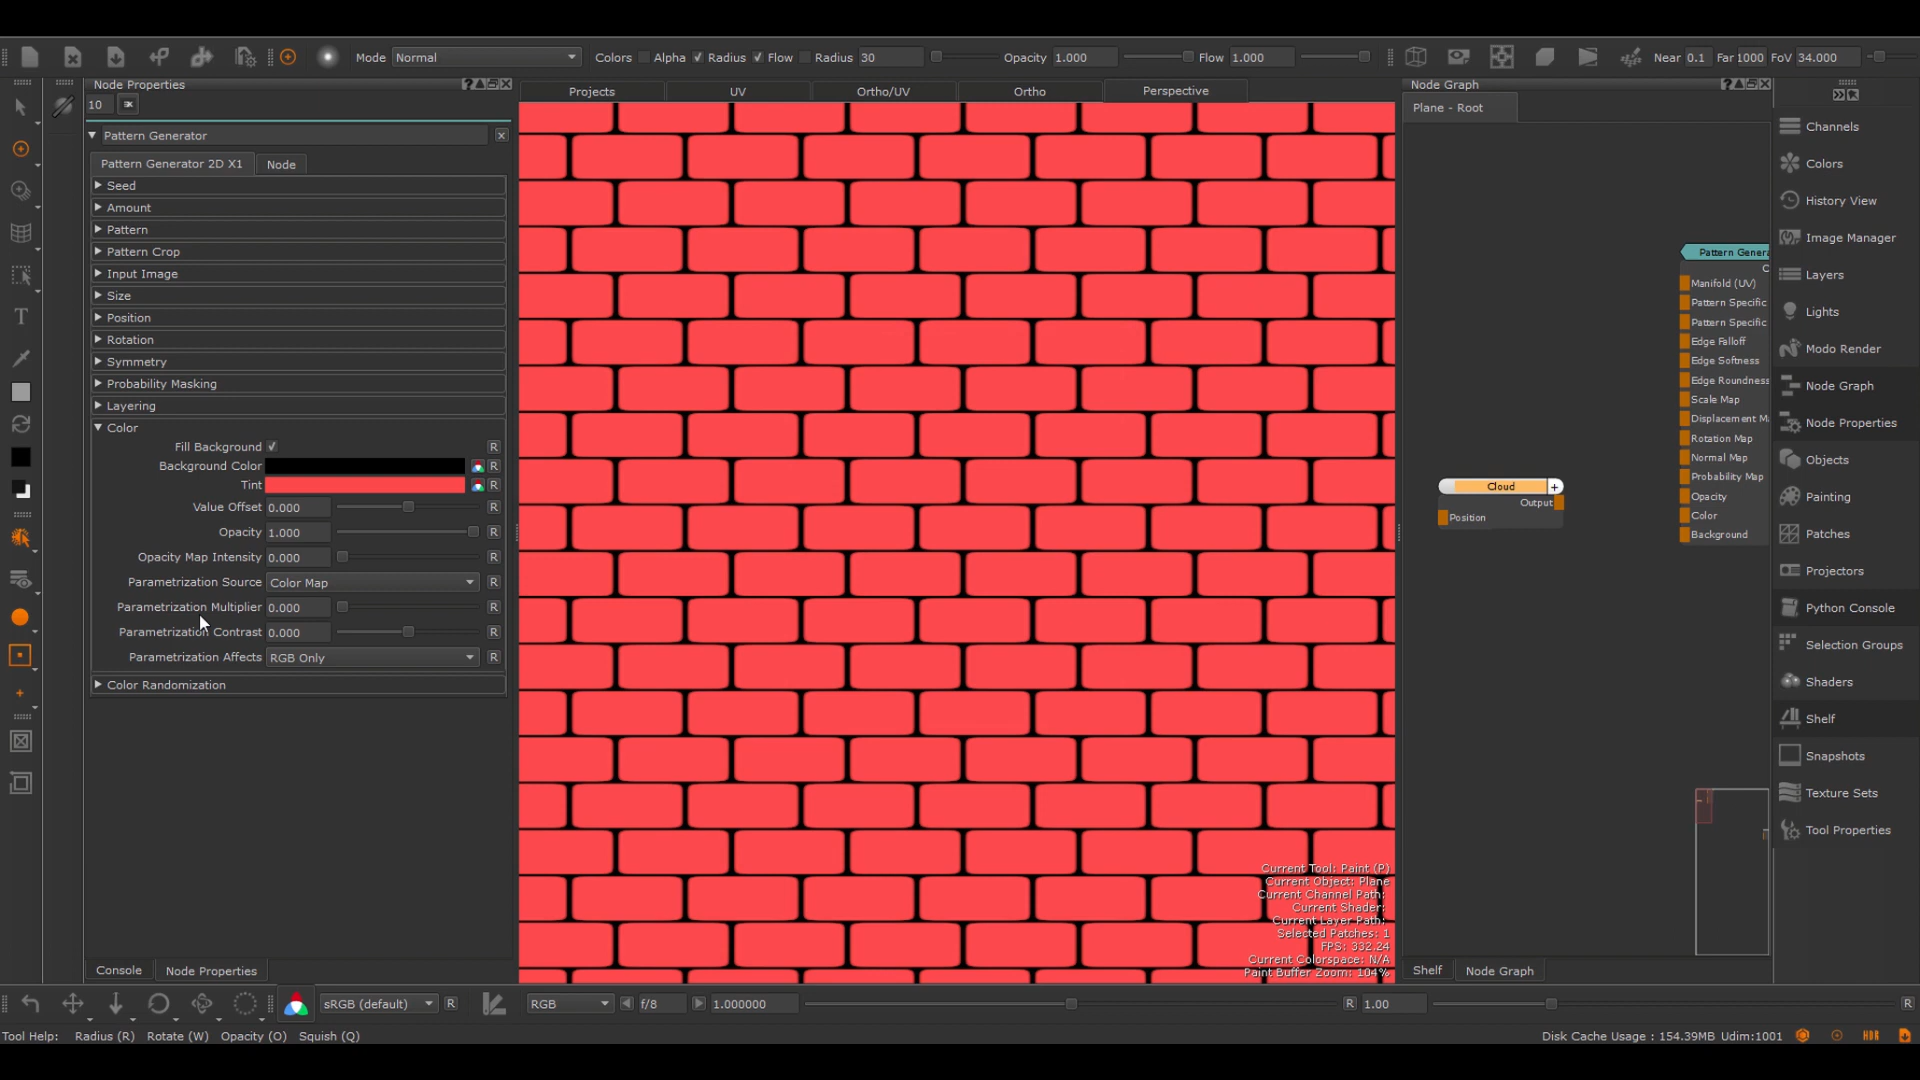 Mode Normal Colors Alpha Radius Flow Radius 30 Opacity 1.000 Flow 1.000 Near 0.1 Far 1000 FoV 34.000
Node Properties
10
Pattern Generator
Pattern Generator 2D X1 Node
Seed
Amount
Pattern
Pattern Crop
Input Image
Size
Position
Rotation
Symmetry
Probability Masking
Layering
Color
Fill Background R
Background Color R
Tint R
Value Offset 0.000 R
Opacity 1.000 R
Opacity Map Intensity 0.000 R
Parametrization Source Color Map R
Parametrization Multiplier 0.000 R
Parametrization Contrast 0.000 R
Parametrization Affects RGB Only R
Color Randomization
Console Node Properties
Projects UV Ortho/UV Ortho Perspective
Current Tool: Paint (P)
Current Object: Plane
Current Channel Path:
Current Shader:
Current Layer Path:
Selected Patches: 1
FPS: 332.24
Current Colorspace: N/A
Paint Buffer Zoom: 104%
Node Graph
Plane - Root
Cloud +
Output
Position
Pattern Genera
Manifold (UV)
Pattern Specific
Pattern Specific
Edge Falloff
Edge Softness
Edge Roundness
Scale Map
Displacement M
Rotation Map
Normal Map
Probability Map
Opacity
Color
Background
Shelf Node Graph
Channels
Colors
History View
Image Manager
Layers
Lights
Modo Render
Node Graph
Node Properties
Objects
Painting
Patches
Projectors
Python Console
Selection Groups
Shaders
Shelf
Snapshots
Texture Sets
Tool Properties
sRGB (default) R RGB f/8 1.000000 R 1.00 R
Tool Help: Radius (R) Rotate (W) Opacity (O) Squish (Q) Disk Cache Usage : 154.39MB Udim:1001 HDR